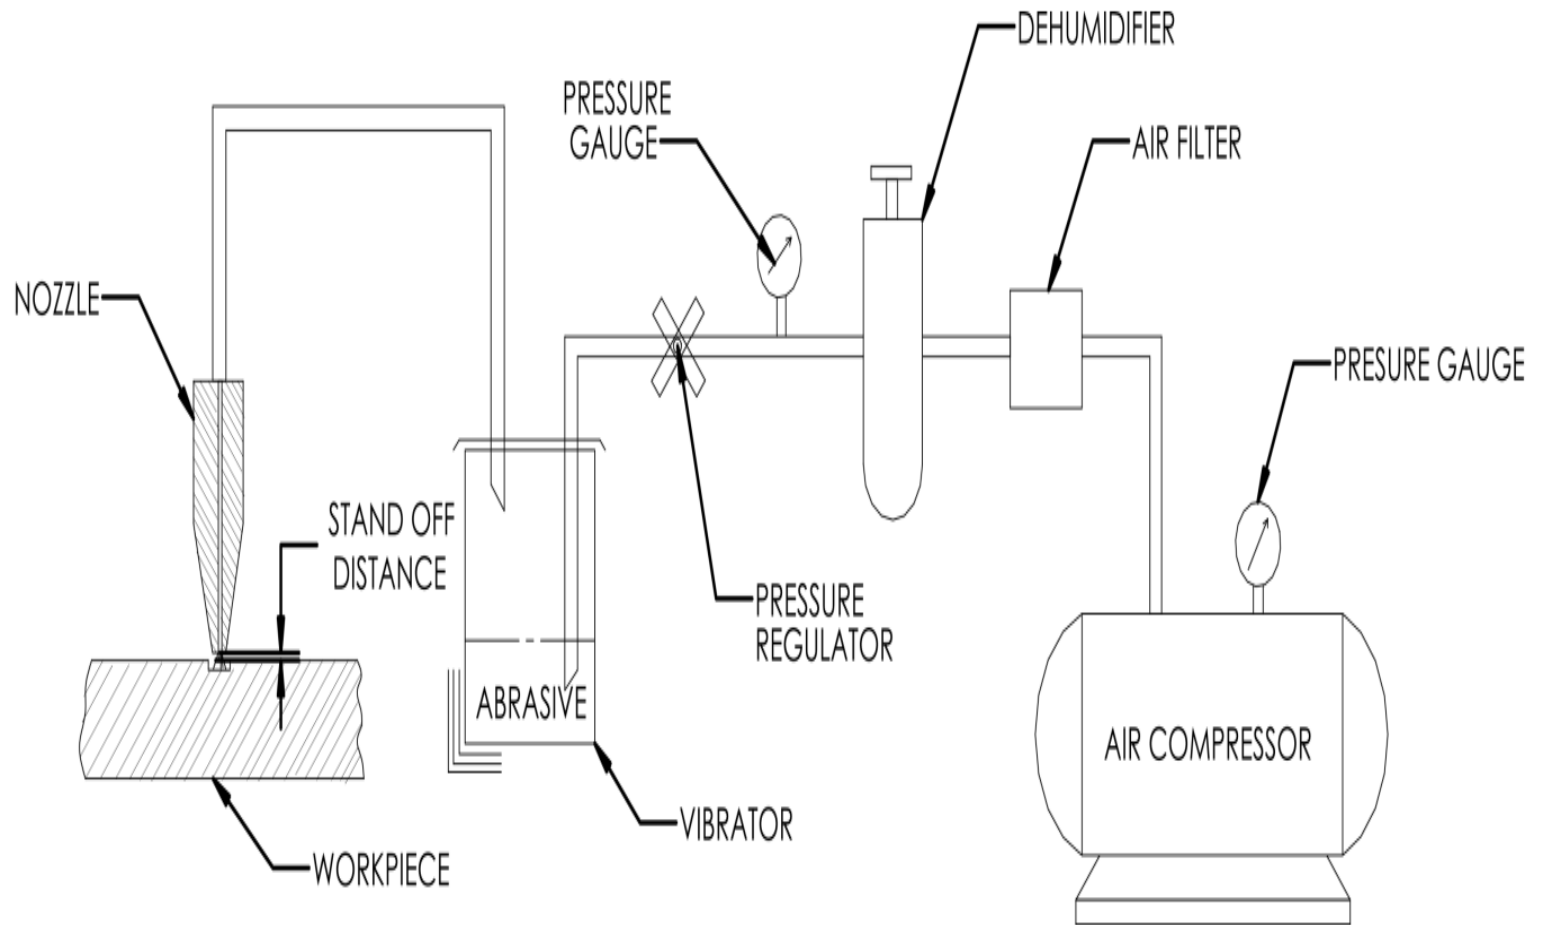 DEHUMIDIFIER
PRESSURE
GAUGE
AIR FILTER
NOZZLE
PRESURE GAUGE
STAND OFF
DISTANCE
PRESSURE
REGULATOR
ABRASIVE
AIR COMPRESSOR
VIBRATOR
WORKPIECE